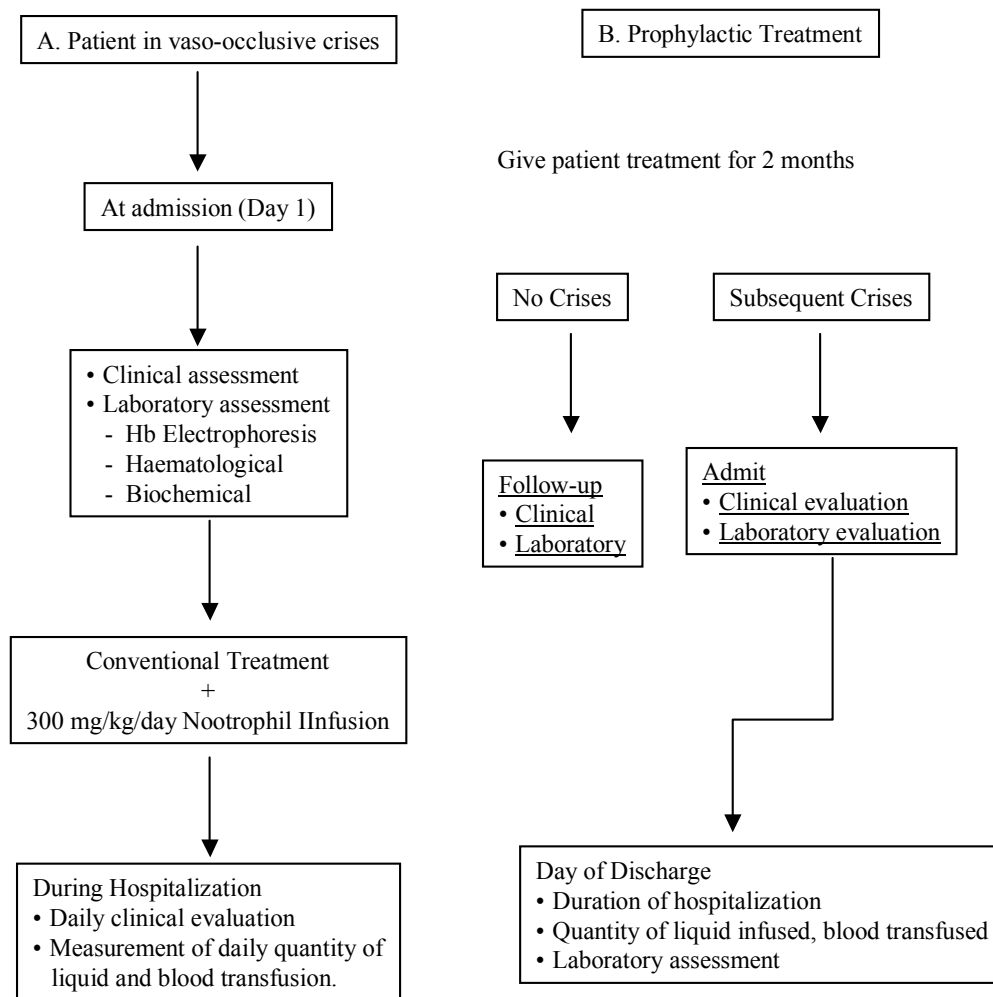 A. Patient in vaso-occlusive crises
At admission (Day 1)
• Clinical assessment
• Laboratory assessment
- Hb Electrophoresis
- Haematological
- Biochemical
Conventional Treatment
+
300 mg/kg/day Nootrophil IInfusion
During Hospitalization
• Daily clinical evaluation
• Measurement of daily quantity of
liquid and blood transfusion.
B. Prophylactic Treatment
Give patient treatment for 2 months
No Crises
Follow-up
• Clinical
• Laboratory
Subsequent Crises
Admit
• Clinical evaluation
• Laboratory evaluation
Day of Discharge
• Duration of hospitalization
• Quantity of liquid infused, blood transfused
• Laboratory assessment